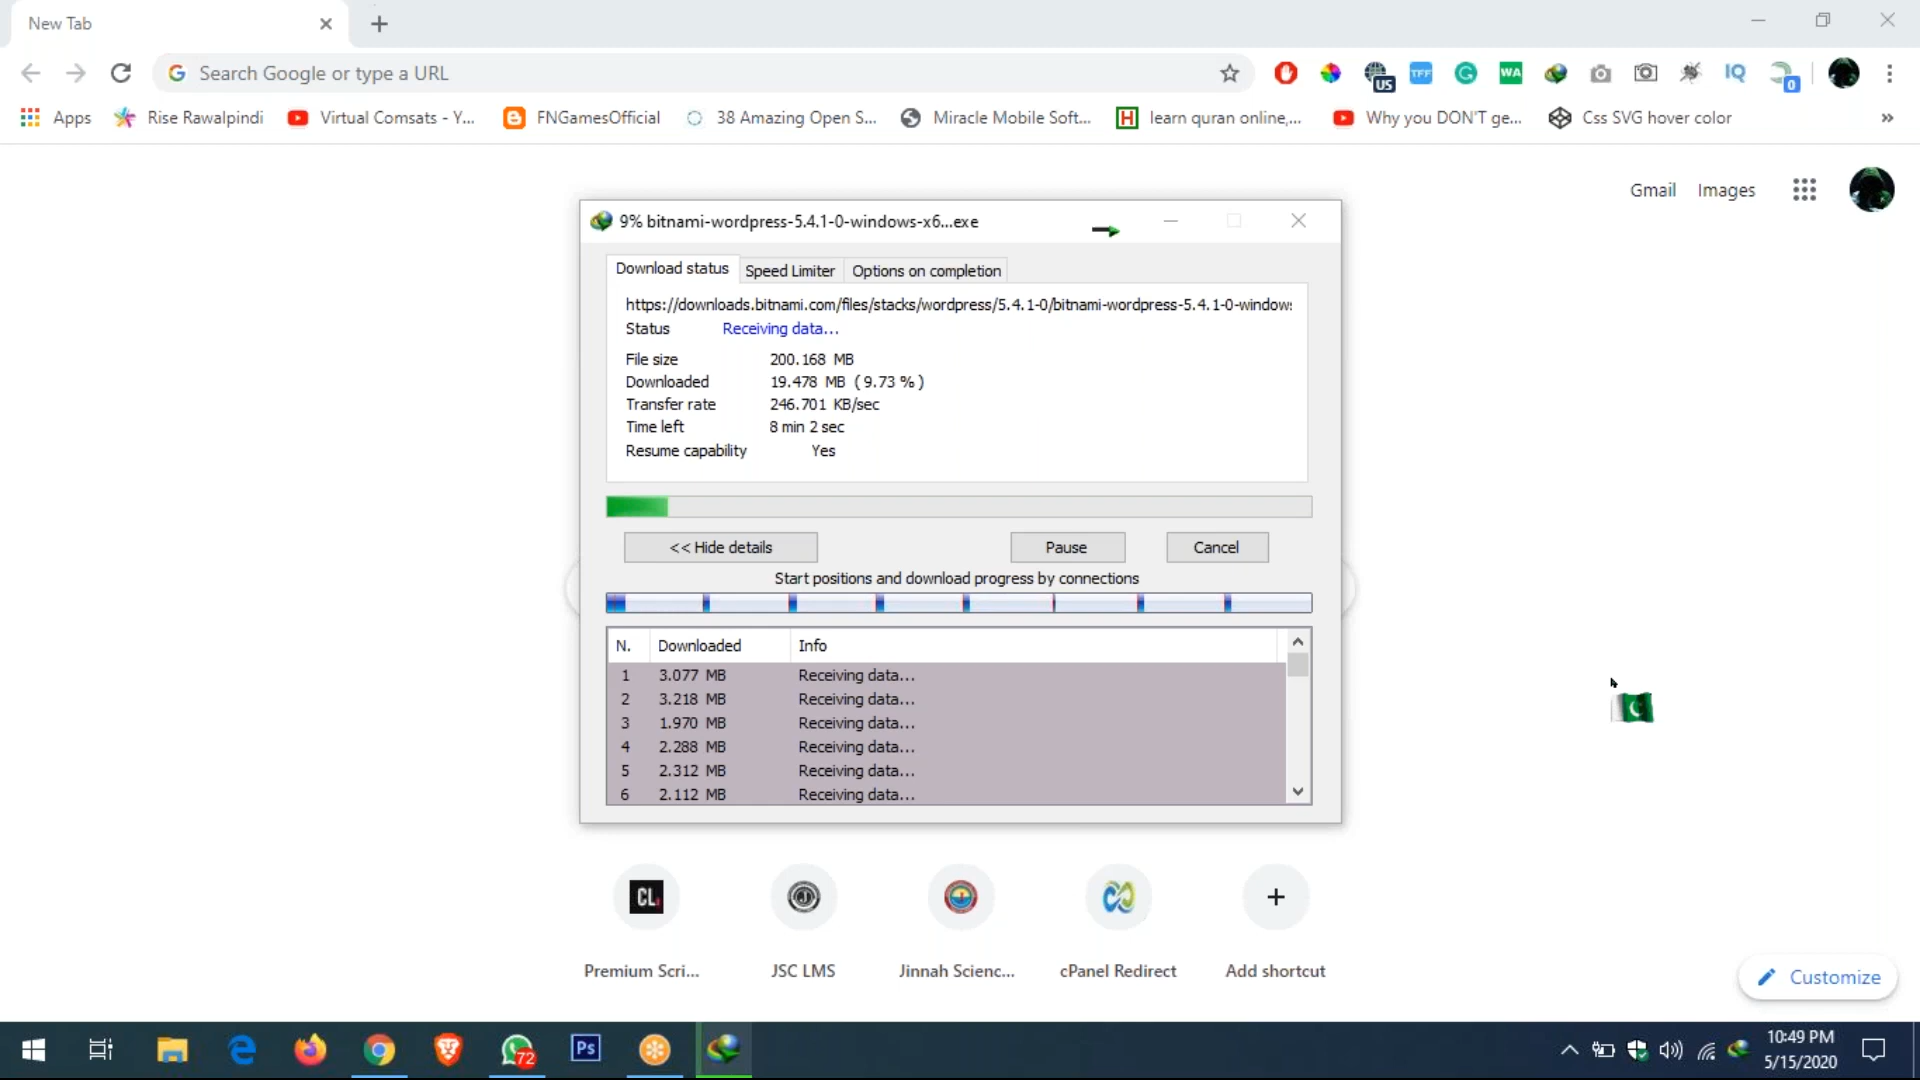 New Tab
Search Google or type a URL
US
TFF
WA
IQ
0
Apps
Rise Rawalpindi
Virtual Comsats - Y...
FNGamesOfficial
38 Amazing Open S...
Miracle Mobile Soft...
H
learn quran online,...
Why you DON'T ge...
Css SVG hover color
»
Gmail
Images
9% bitnami-wordpress-5.4.1-0-windows-x6...exe
Download status
Speed Limiter
Options on completion
https://downloads.bitnami.com/files/stacks/wordpress/5.4.1-0/bitnami-wordpress-5.4.1-0-windows
Status Receiving data...
File size 200.168 MB
Downloaded 19.478 MB ( 9.73 % )
Transfer rate 246.701 KB/sec
Time left 8 min 2 sec
Resume capability Yes
<< Hide details
Pause
Cancel
Start positions and download progress by connections
N. Downloaded Info
1 3.077 MB Receiving data...
2 3.218 MB Receiving data...
3 1.970 MB Receiving data...
4 2.288 MB Receiving data...
5 2.312 MB Receiving data...
6 2.112 MB Receiving data...
CL
Premium Scri...
JSC LMS
Jinnah Scienc...
cPanel Redirect
Add shortcut
Customize
72
Ps
10:49 PM
5/15/2020